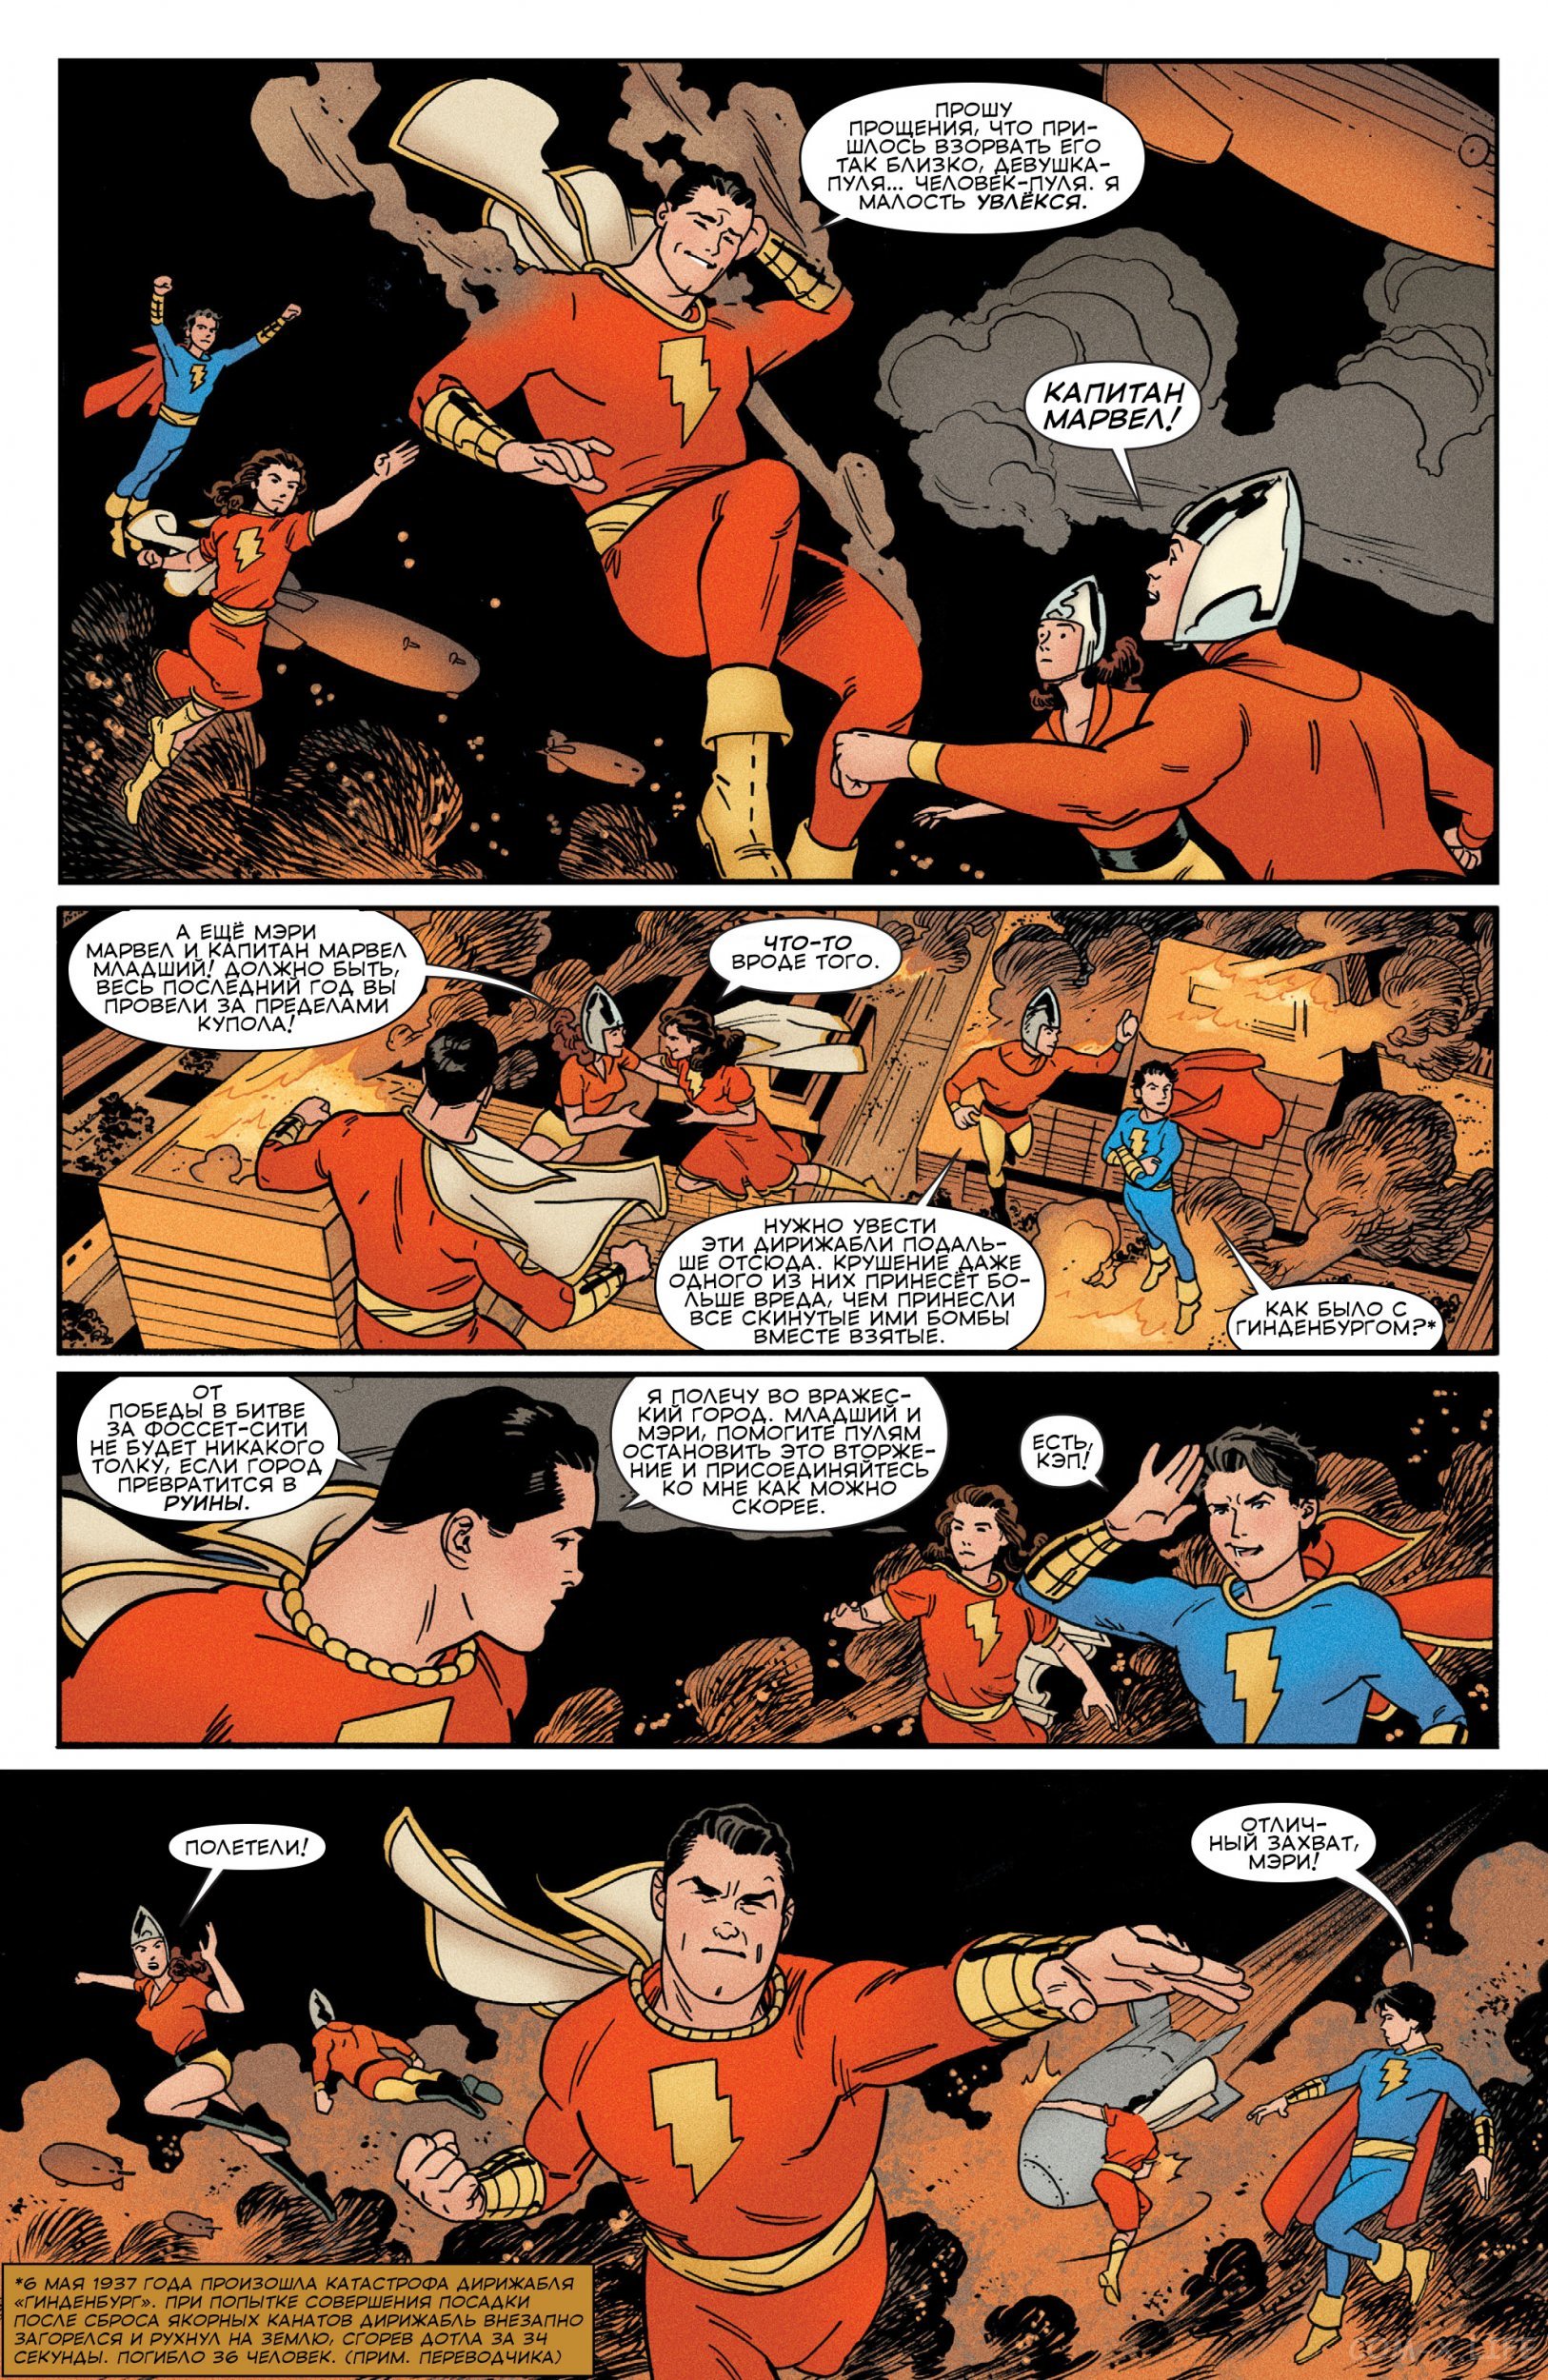 ПРОШУ
ПРОЩЕНИЯ, ЧТО ПРИ-
ШЛОСЬ ВЗОРВАТЬ ЕГО
ТАК БЛИЗКО, ДЕВУШКА-
ПУЛЯ... ЧЕЛОВЕК-ПУЛЯ. Я
МАЛОСТЬ УВЛЁКСЯ.
КАПИТАН
МАРВЕЛ!
А ЕЩЁ МЭРИ
МАРВЕЛ И КАПИТАН МАРВЕЛ
МЛАДШИЙ! ДОЛЖНО БЫТЬ,
ВЕСЬ ПОСЛЕДНИЙ ГОД ВЫ
ПРОВЕЛИ ЗА ПРЕДЕЛАМИ
КУПОЛА!
ЧТО-ТО
ВРОДЕ ТОГО.
НУЖНО УВЕСТИ
ЭТИ ДИРИЖАБЛИ ПОДАЛЬ-
ШЕ ОТСЮДА. КРУШЕНИЕ ДАЖЕ
ОДНОГО ИЗ НИХ ПРИНЕСЁТ БО-
ЛЬШЕ ВРЕДА, ЧЕМ ПРИНЕСЛИ
ВСЕ СКИНУТЫЕ ИМИ БОМБЫ
ВМЕСТЕ ВЗЯТЫЕ.
КАК БЫЛО С
ГИНДЕНБУРГОМ?*
ОТ
ПОБЕДЫ В БИТВЕ
ЗА ФОССЕТ-СИТИ
НЕ БУДЕТ НИКАКОГО
ТОЛКУ, ЕСЛИ ГОРОД
ПРЕВРАТИТСЯ В
РУИНЫ.
Я ПОЛЕЧУ ВО ВРАЖЕС-
КИЙ ГОРОД. МЛАДШИЙ И
МЭРИ, ПОМОГИТЕ ПУЛЯМ
ОСТАНОВИТЬ ЭТО ВТОРЖЕ-
НИЕ И ПРИСОЕДИНЯЙТЕСЬ
КО МНЕ КАК МОЖНО
СКОРЕЕ.
ЕСТЬ,
КЭП!
ПОЛЕТЕЛИ!
ОТЛИЧ-
НЫЙ ЗАХВАТ,
МЭРИ!
*6 МАЯ 1937 ГОДА ПРОИЗОШЛА КАТАСТРОФА ДИРИЖАБЛЯ
«ГИНДЕНБУРГ». ПРИ ПОПЫТКЕ СОВЕРШЕНИЯ ПОСАДКИ
ПОСЛЕ СБРОСА ЯКОРНЫХ КАНАТОВ ДИРИЖАБЛЬ ВНЕЗАПНО
ЗАГОРЕЛСЯ И РУХНУЛ НА ЗЕМЛЮ, СГОРЕВ ДОТЛА ЗА 34
СЕКУНДЫ. ПОГИБЛО 36 ЧЕЛОВЕК. (ПРИМ. ПЕРЕВОДЧИКА)